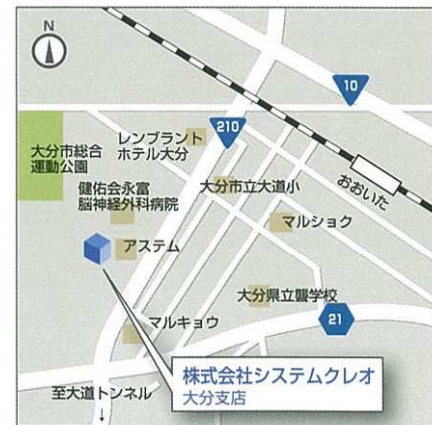 N
10
210
レンブラント
ホテル大分
大分市総合
運動公園
健佑会永冨
脳神経外科病院
大分市立大道小
おおいた
マルショク
アステム
大分県立聾学校
21
マルキョウ
株式会社システムクレオ
大分支店
至大道トンネル
↓